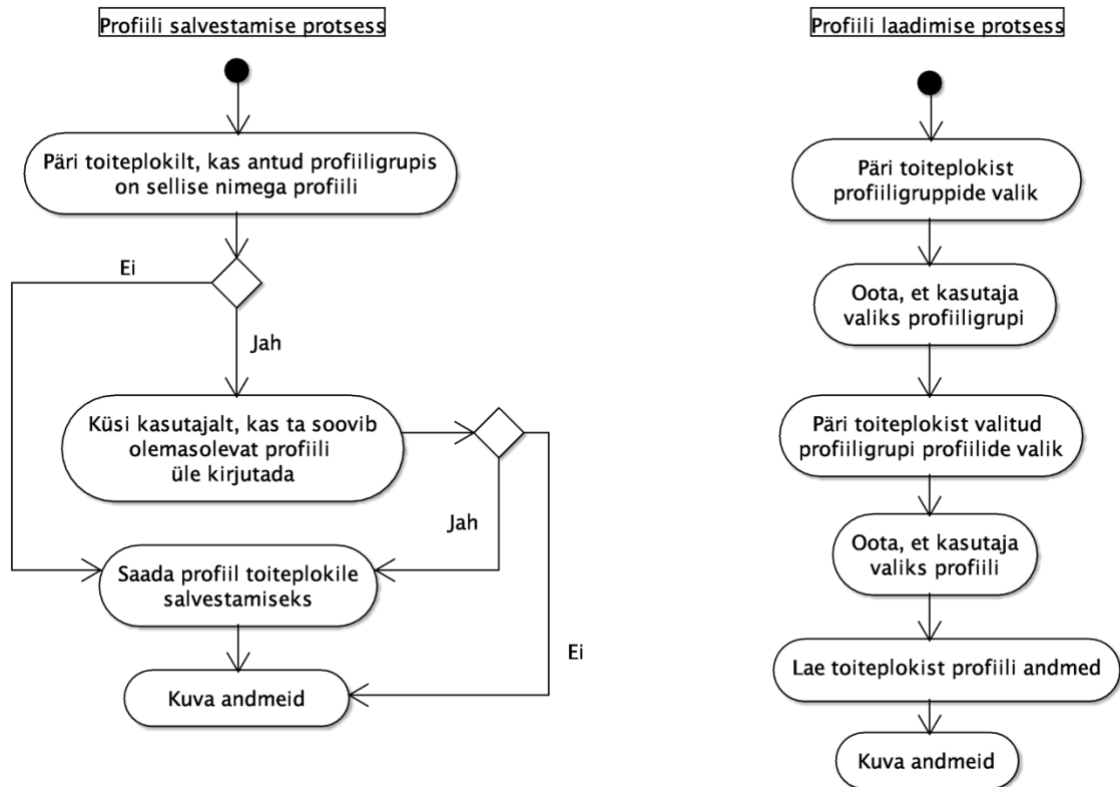 Profiili salvestamise protsess
Päri toiteplokilt, kas antud profiiligrupis
on sellise nimega profiili
Ei
Jah
Küsi kasutajalt, kas ta soovib
olemasolevat profiili
üle kirjutada
Jah
Saada profiil toiteplokile
salvestamiseks
Ei
Kuva andmeid
Profiili laadimise protsess
Päri toiteplokist
profiiligruppide valik
Oota, et kasutaja
valiks profiiligrupi
Päri toiteplokist valitud
profiiligrupi profiilide valik
Oota, et kasutaja
valiks profiili
Lae toiteplokist profiili andmed
Kuva andmeid